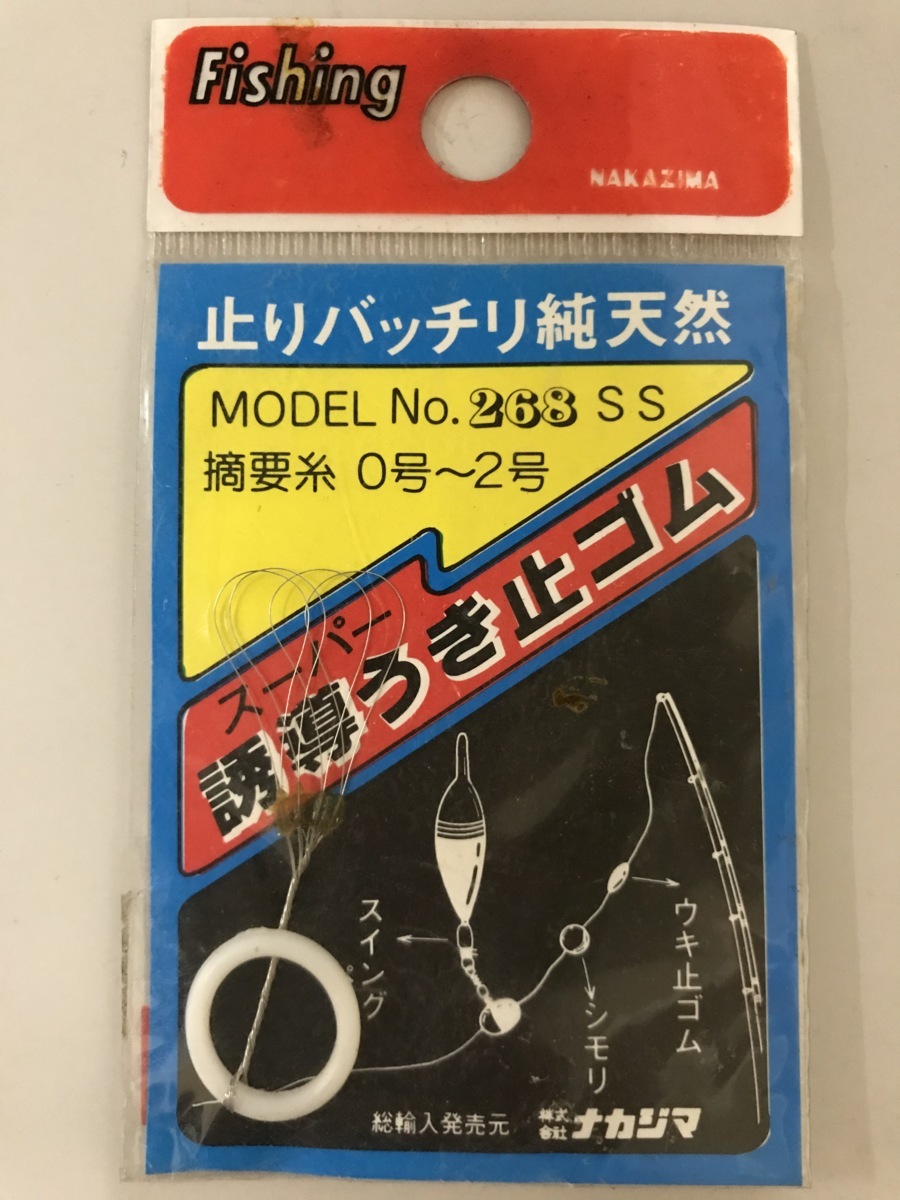 Fishing
NAKAZIMA
止りバッチリ純天然
MODEL No. 268 SS
摘要糸 0号～2号
スーパー
誘導うき止ゴム
スイング
ウキ止ゴム
シモリ
総輸入発売元 株式会社 ナカジマ